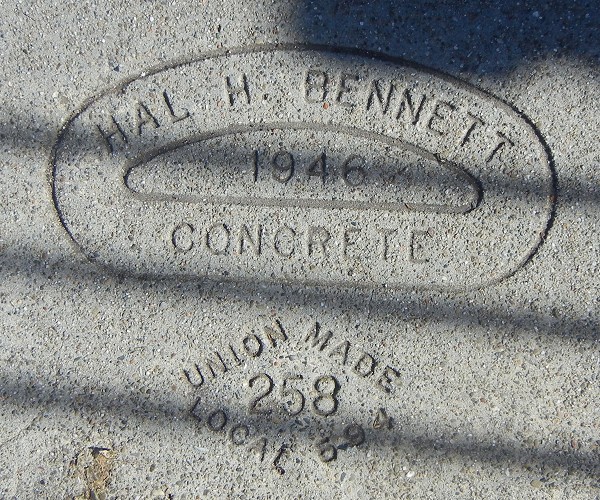 HAL H. BENNETT
1946
CONCRETE
UNION MADE
258
LOCAL 594